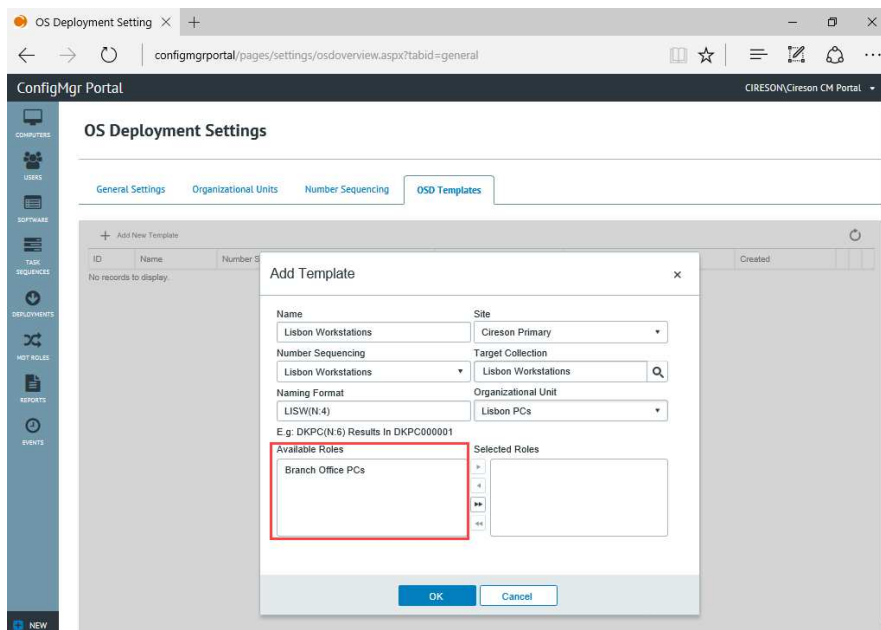 OS Deployment Setting
configmgrportal/pages/settings/osdoverview.aspx?tabid=general
ConfigMgr Portal
CIRESON\Cireson CM Portal
COMPUTERS
USERS
SOFTWARE
TASK
SEQUENCES
DEPLOYMENTS
MDT ROLES
REPORTS
EVENTS
NEW
OS Deployment Settings
General Settings
Organizational Units
Number Sequencing
OSD Templates
Add New Template
ID
Name
Number S
Created
No records to display.
Add Template
Name
Site
Lisbon Workstations
Cireson Primary
Number Sequencing
Target Collection
Lisbon Workstations
Lisbon Workstations
Naming Format
Organizational Unit
LISW(N:4)
Lisbon PCs
E.g: DKPC(N:6) Results In DKPC000001
Available Roles
Selected Roles
Branch Office PCs
OK
Cancel